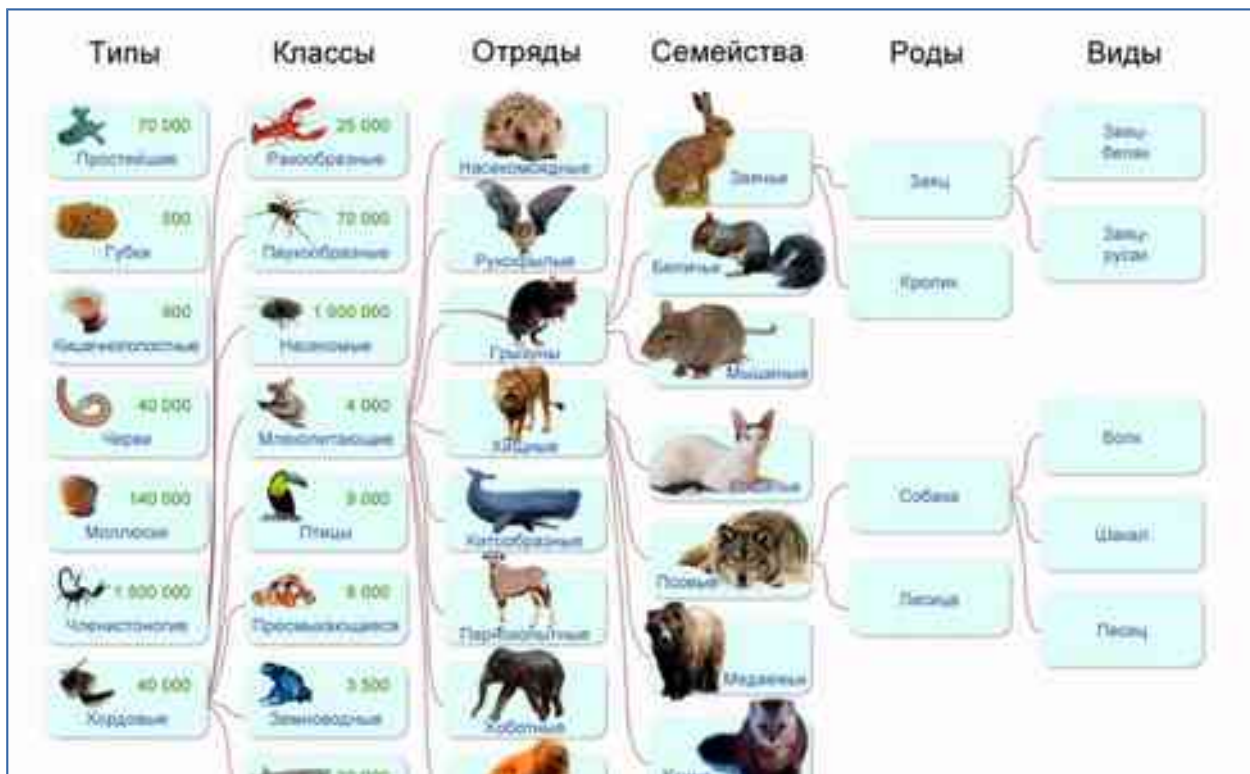 Типы
Классы
Отряды
Семейства
Роды
Виды
70 000
Простейшие
500
Губки
900
Кишечнополостные
40 000
Черви
140 000
Моллюски
1 500 000
Членистоногие
40 000
Хордовые
25 000
Ракообразные
70 000
Паукообразные
1 000 000
Насекомые
4 000
Млекопитающие
9 000
Птицы
8 000
Пресмыкающиеся
3 500
Земноводные
Насекомоядные
Рукокрылые
Грызуны
Хищные
Китообразные
Парнокопытные
Хоботные
Заячьи
Беличьи
Мышиные
Псовые
Медвежьи
Заяц
Кролик
Собака
Лисица
Заяц-
беляк
Заяц-
русак
Волк
Шакал
Песец